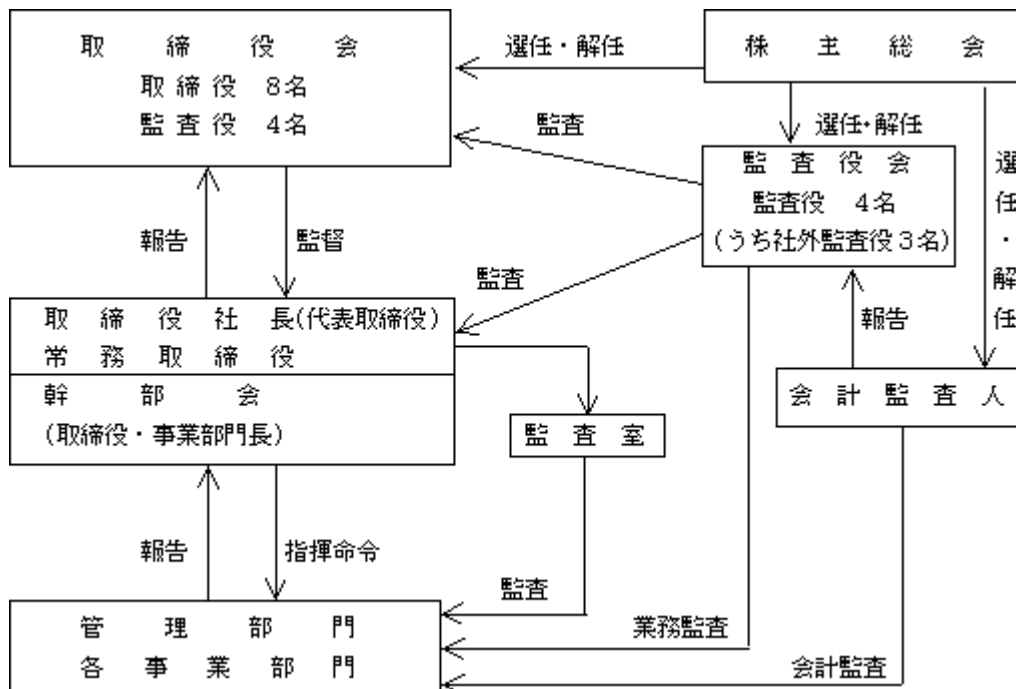 取締役会
取締役 8名
監査役 4名
選任・解任
株主総会
監査
選任・解任
監査役会
監査役 4名
(うち社外監査役3名)
選任・解任
報告
監督
監査
報告
取締役社長(代表取締役)
常務取締役
幹部会
(取締役・事業部門長)
監査室
会計監査人
報告
指揮命令
監査
業務監査
会計監査
管理部門
各事業部門